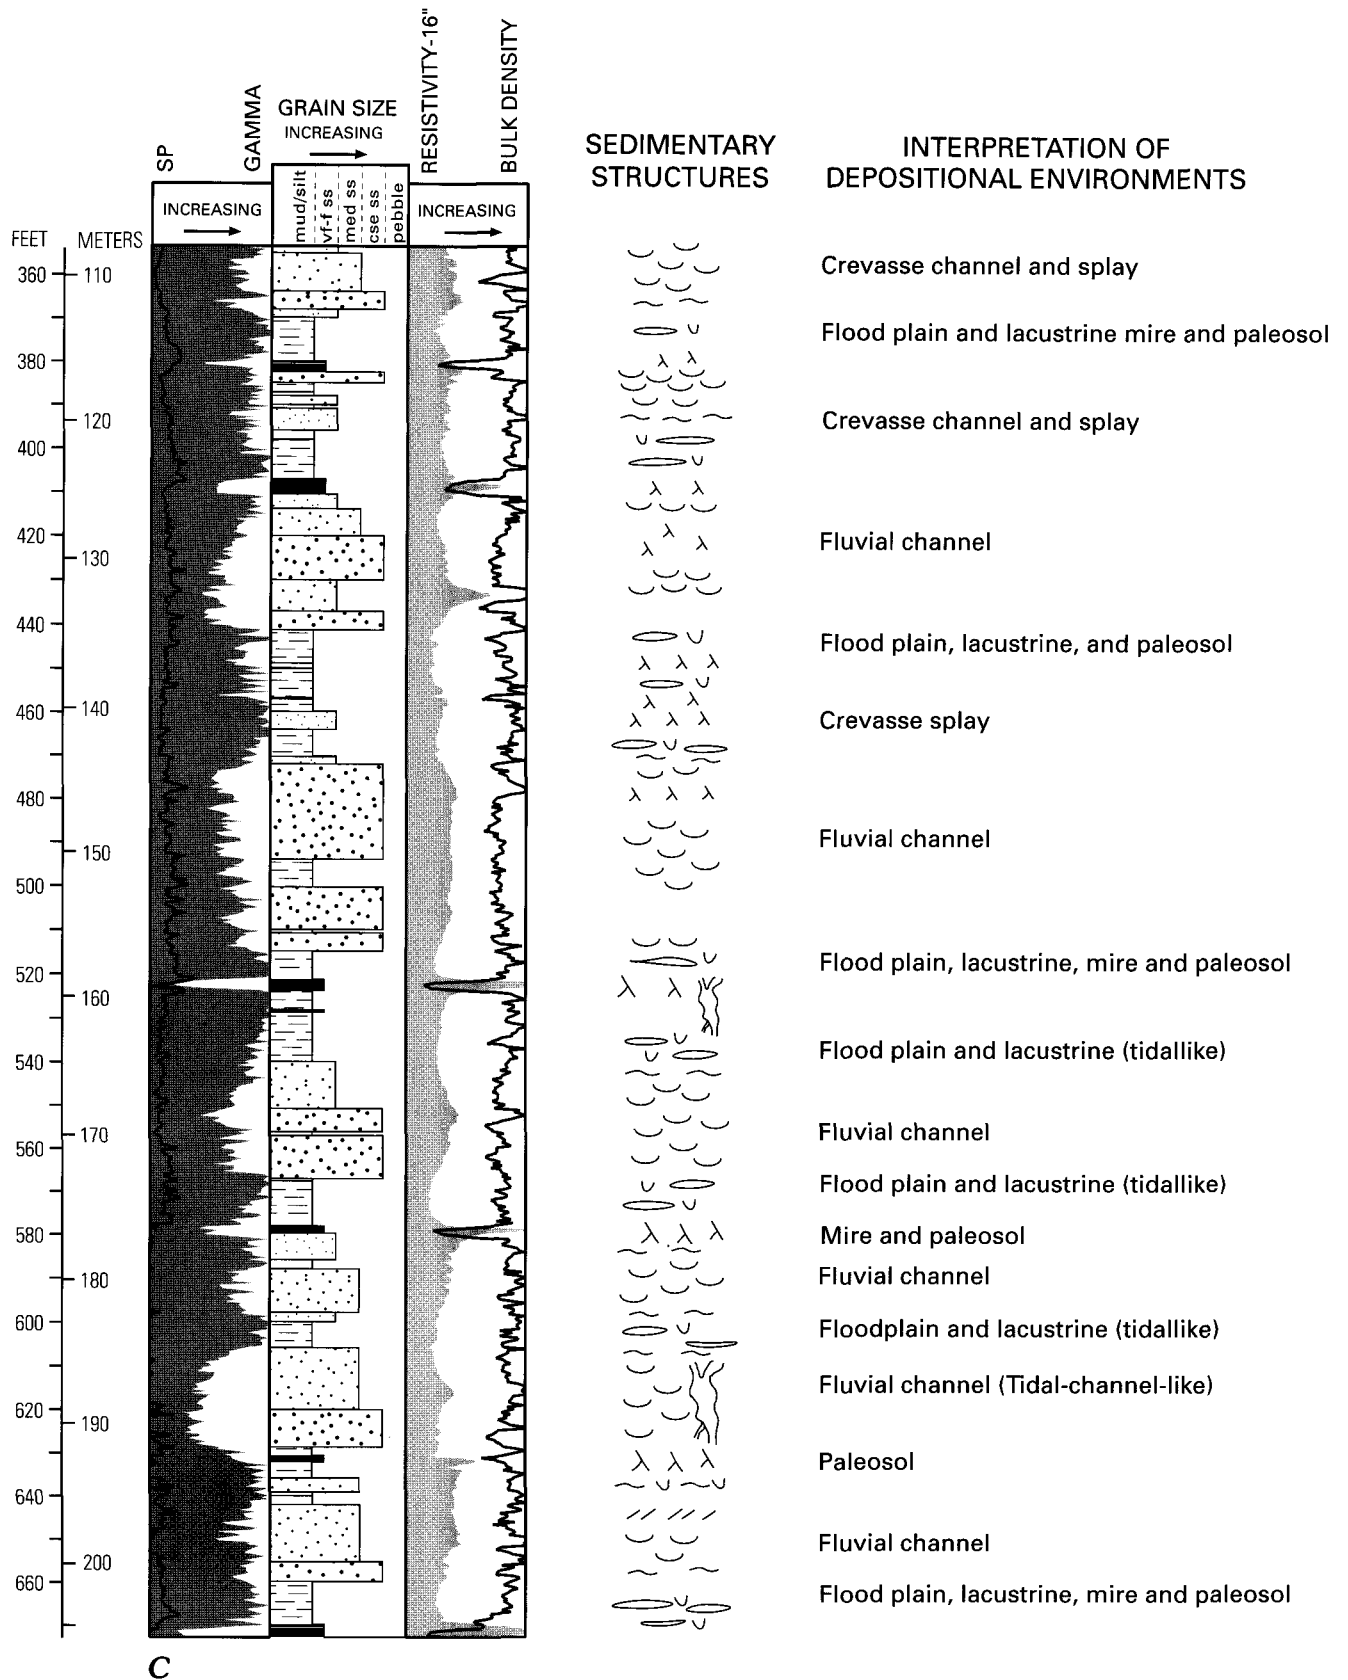 SP
GAMMA
GRAIN SIZE
INCREASING
RESISTIVITY-16"
BULK DENSITY
SEDIMENTARY
STRUCTURES
INTERPRETATION OF
DEPOSITIONAL ENVIRONMENTS
INCREASING
mud/silt
vf-f ss
med ss
cse ss
pebble
INCREASING
FEET
METERS
360
110
Crevasse channel and splay
Flood plain and lacustrine mire and paleosol
380
120
Crevasse channel and splay
400
420
Fluvial channel
130
440
Flood plain, lacustrine, and paleosol
460
140
Crevasse splay
480
Fluvial channel
150
500
520
Flood plain, lacustrine, mire and paleosol
160
540
Flood plain and lacustrine (tidallike)
170
Fluvial channel
560
Flood plain and lacustrine (tidallike)
580
Mire and paleosol
180
Fluvial channel
600
Floodplain and lacustrine (tidallike)
Fluvial channel (Tidal-channel-like)
620
190
Paleosol
640
Fluvial channel
200
660
Flood plain, lacustrine, mire and paleosol
C